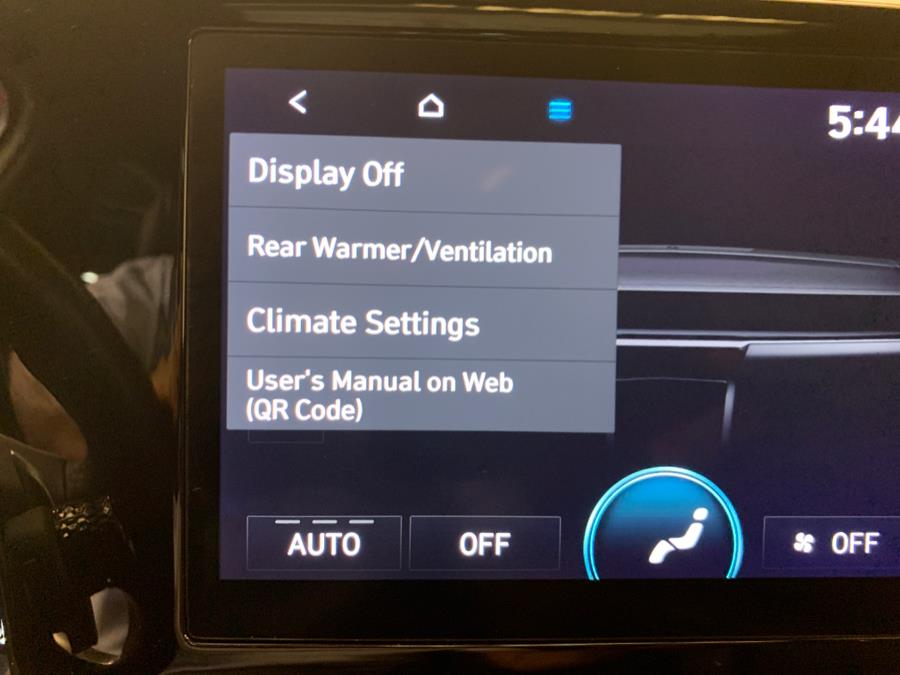 5:44
Display Off
Rear Warmer/Ventilation
Climate Settings
User's Manual on Web
(QR Code)
AUTO
OFF
OFF